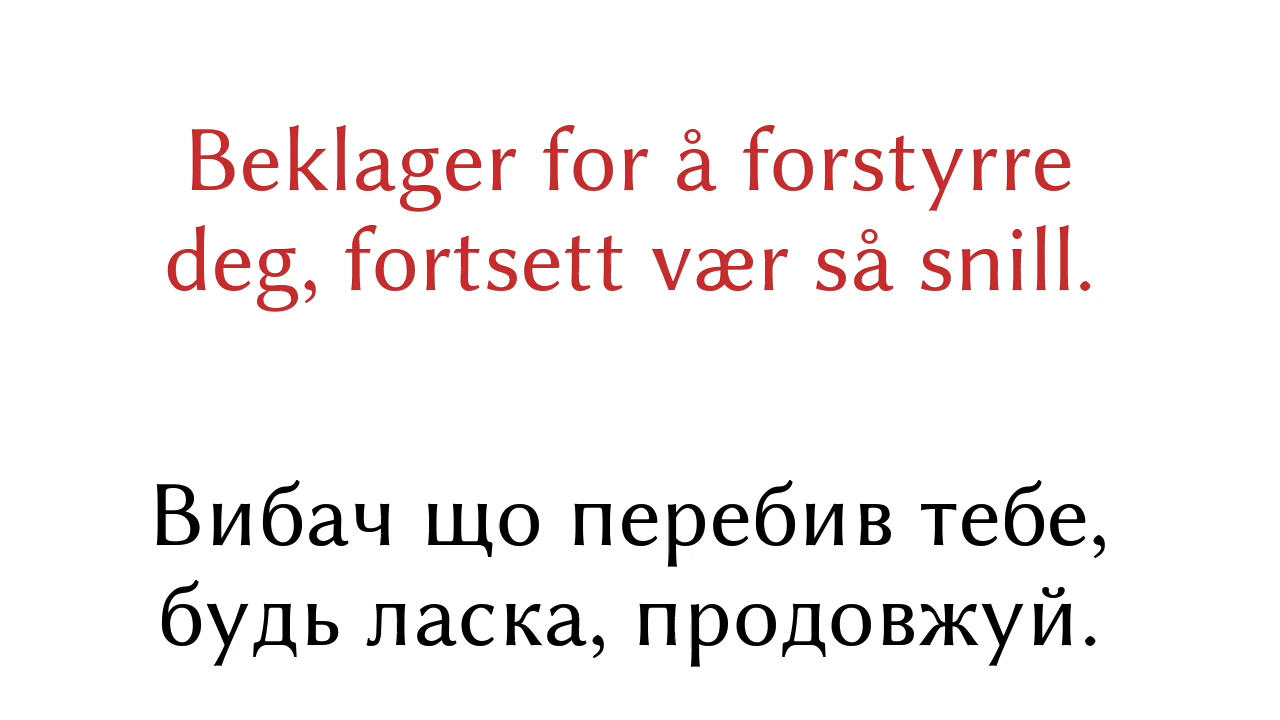 Beklager for å forstyrre
deg, fortsett vær så snill.
Вибач що перебив тебе,
будь ласка, продовжуй.